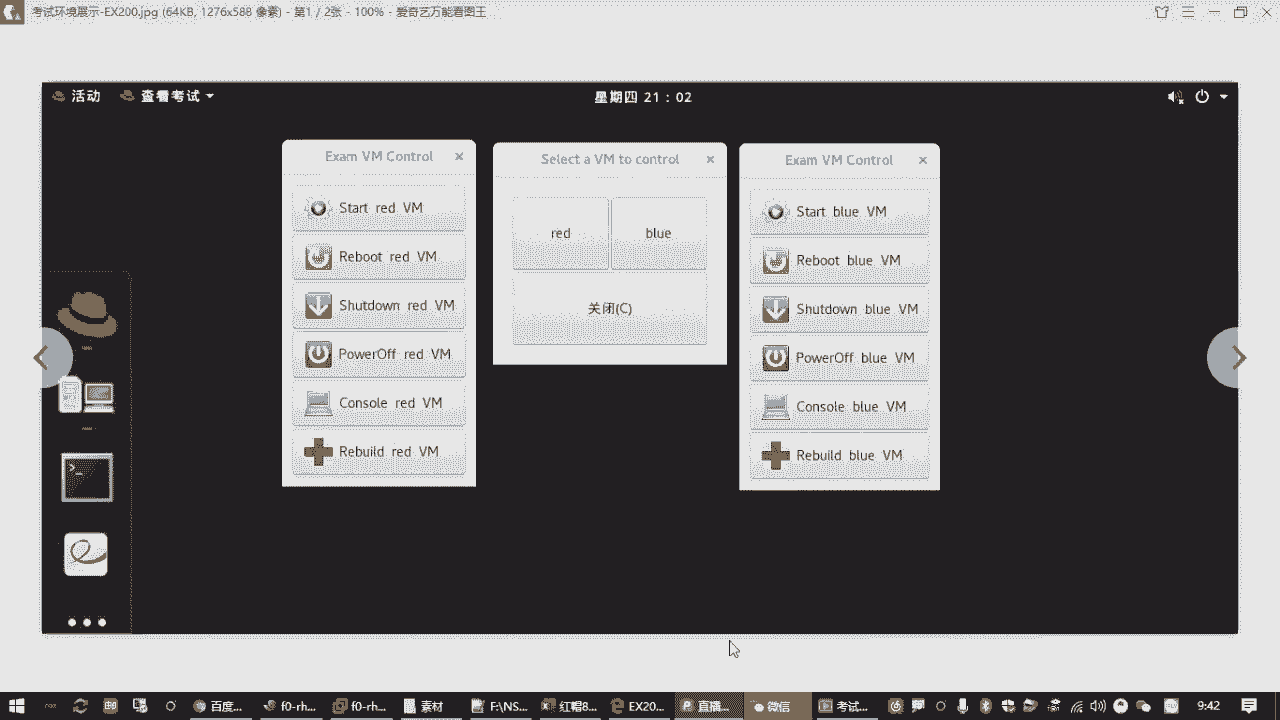 考试环境展示-EX200.jpg (64KB, 1276x588 像素) - 第1 / 2张 - 100% - 爱奇艺万能看图王
活动 查看考试
星期四 21:02
Exam VM Control
Start red VM
Reboot red VM
Shutdown red VM
PowerOff red VM
Console red VM
Rebuild red VM
Select a VM to control
red
blue
关闭(C)
Exam VM Control
Start blue VM
Reboot blue VM
Shutdown blue VM
PowerOff blue VM
Console blue VM
Rebuild blue VM
百度...
f0-rh...
f0-rh...
素材
F:\NS...
红帽8...
EX20...
直播...
微信
考试...
9:42